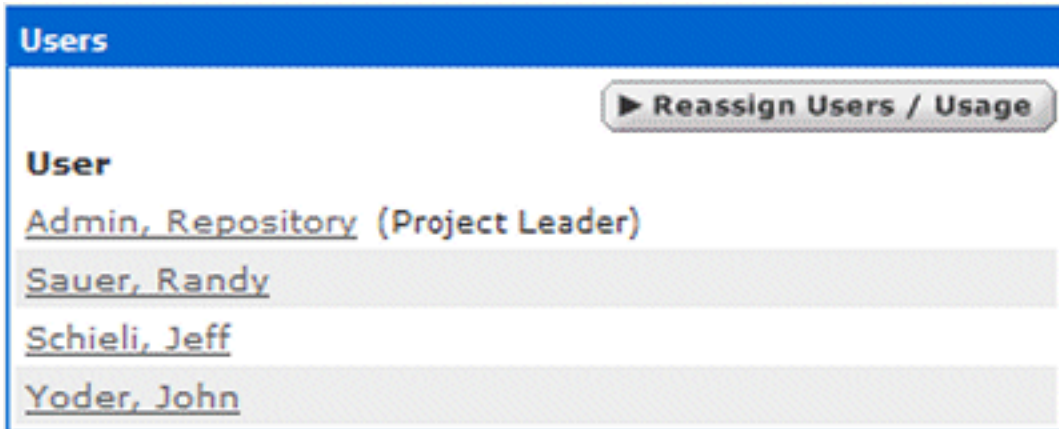 Users
▶ Reassign Users / Usage
User
Admin, Repository (Project Leader)
Sauer, Randy
Schieli, Jeff
Yoder, John